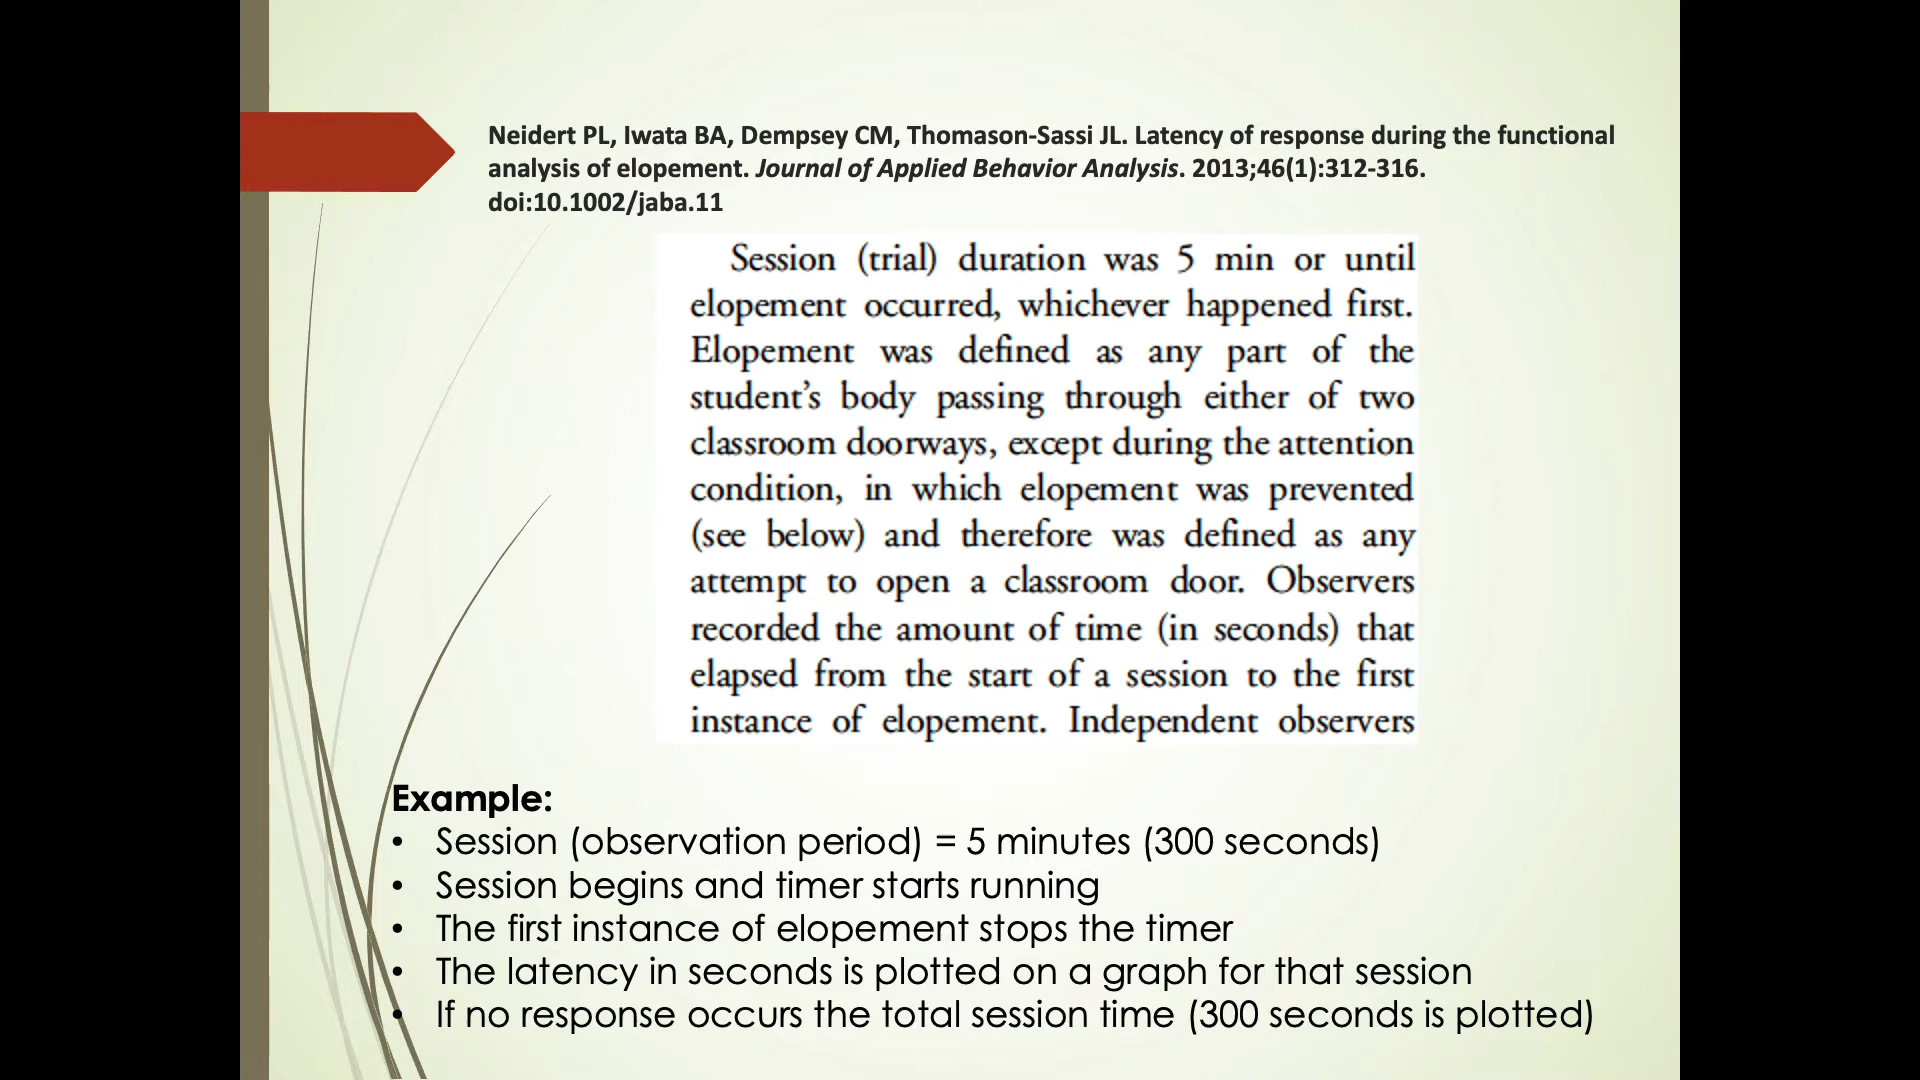 Neidert PL, Iwata BA, Dempsey CM, Thomason-Sassi JL. Latency of response during the functional
analysis of elopement. Journal of Applied Behavior Analysis. 2013;46(1):312-316.
doi:10.1002/jaba.11
Session (trial) duration was 5 min or until
elopement occurred, whichever happened first.
Elopement was defined as any part of the
student’s body passing through either of two
classroom doorways, except during the attention
condition, in which elopement was prevented
(see below) and therefore was defined as any
attempt to open a classroom door. Observers
recorded the amount of time (in seconds) that
elapsed from the start of a session to the first
instance of elopement. Independent observers
Example:
• Session (observation period) = 5 minutes (300 seconds)
• Session begins and timer starts running
• The first instance of elopement stops the timer
• The latency in seconds is plotted on a graph for that session
• If no response occurs the total session time (300 seconds is plotted)